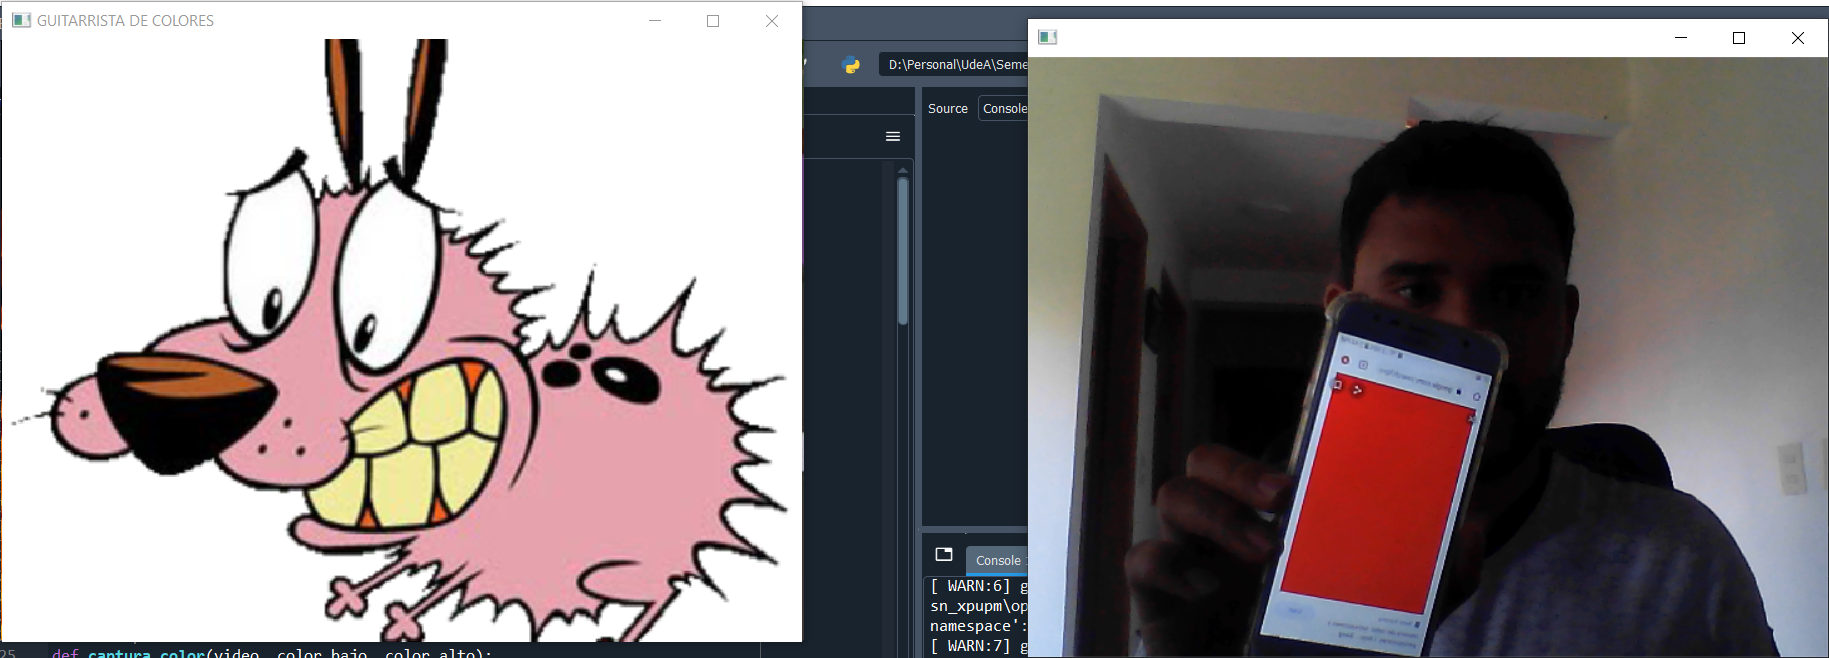 GUITARRISTA DE COLORES
D:\Personal\UdeA\Seme
Source Console
Console
[ WARN:6] g
sn_xpupm\op
namespace':
[ WARN:7] g
25 def captura_color(video, color_bajo, color_alto):